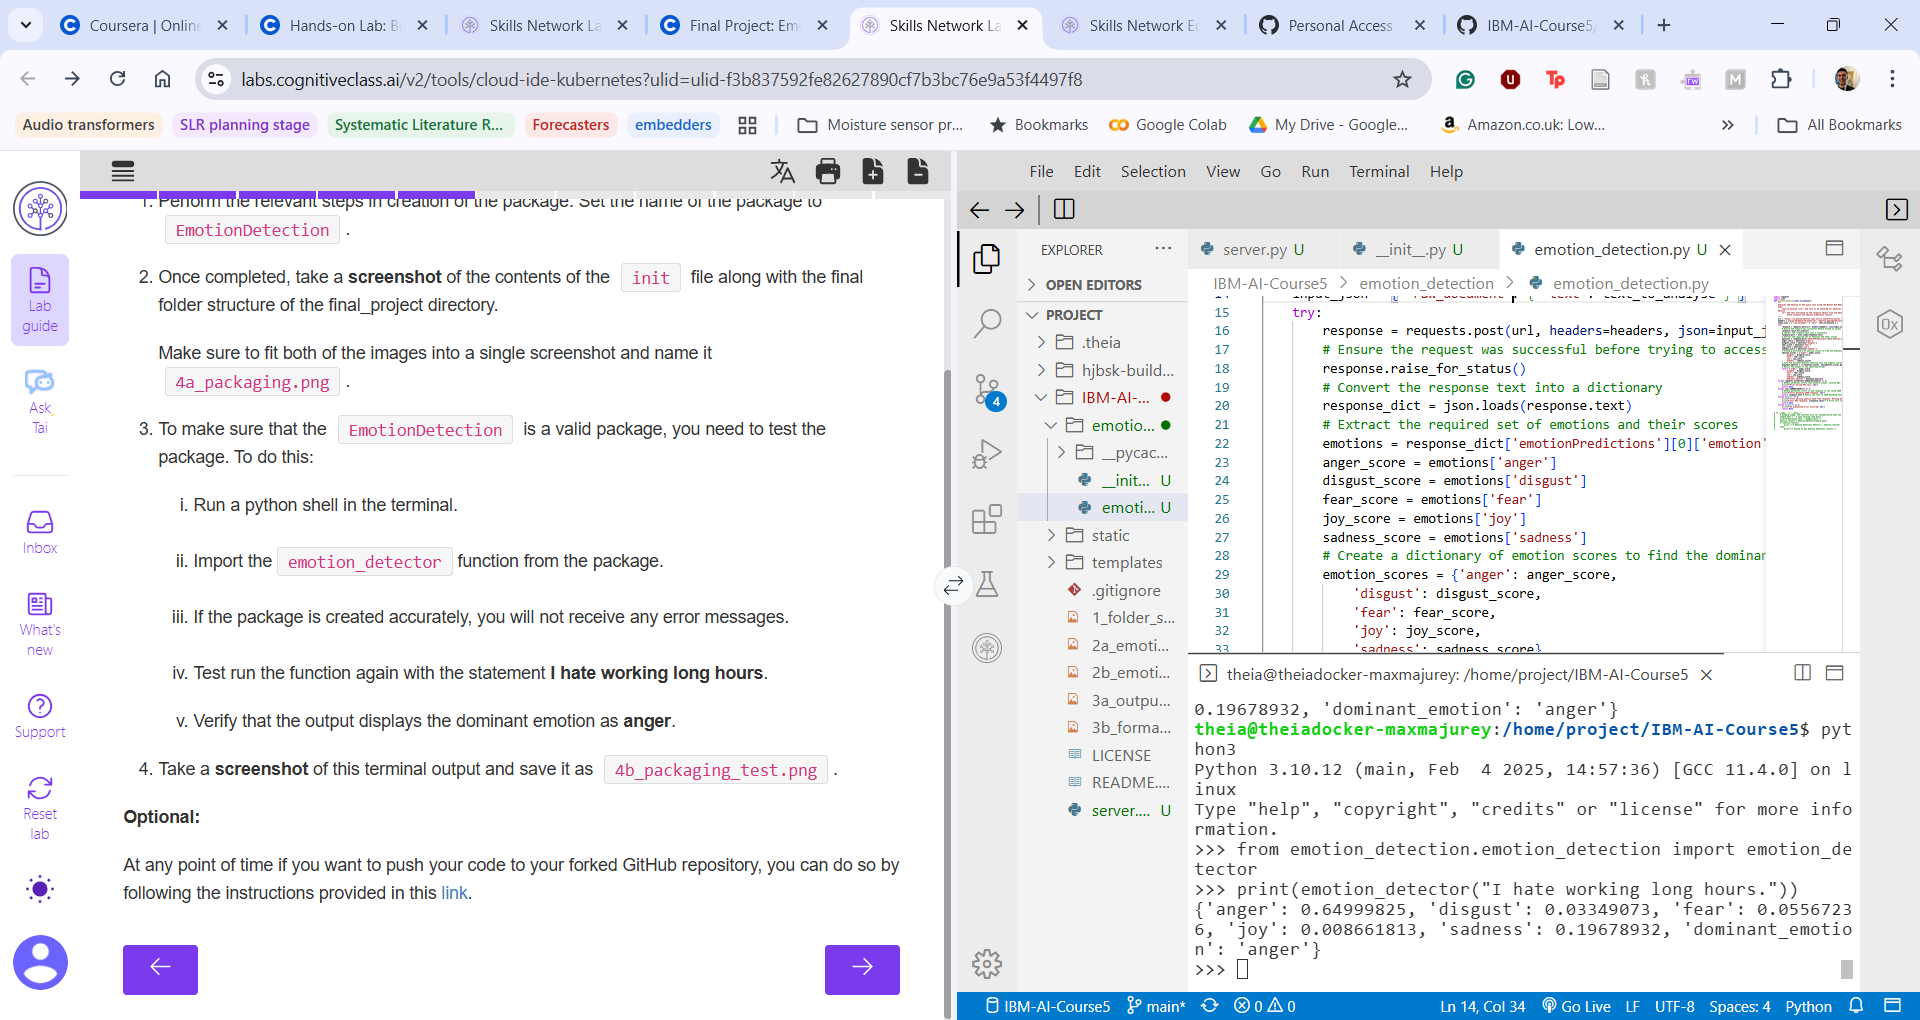 Coursera | Online
Hands-on Lab: B
Skills Network La
Final Project: Em
Skills Network La
Skills Network Ec
Personal Access
IBM-AI-Course5/
labs.cognitiveclass.ai/v2/tools/cloud-ide-kubernetes?ulid=ulid-f3b837592fe82627890cf7b3bc76e9a53f4497f8
Audio transformers
SLR planning stage
Systematic Literature R...
Forecasters
embedders
Moisture sensor pr...
Bookmarks
Google Colab
My Drive - Google...
Amazon.co.uk: Low...
»
All Bookmarks
Lab guide
Ask Tai
Inbox
What's new
Support
Reset lab
1. Perform the relevant steps in creation of the package. Set the name of the package to
EmotionDetection .
2. Once completed, take a screenshot of the contents of the init file along with the final
folder structure of the final_project directory.
Make sure to fit both of the images into a single screenshot and name it
4a_packaging.png .
3. To make sure that the EmotionDetection is a valid package, you need to test the
package. To do this:
i. Run a python shell in the terminal.
ii. Import the emotion_detector function from the package.
iii. If the package is created accurately, you will not receive any error messages.
iv. Test run the function again with the statement I hate working long hours.
v. Verify that the output displays the dominant emotion as anger.
4. Take a screenshot of this terminal output and save it as 4b_packaging_test.png .
Optional:
At any point of time if you want to push your code to your forked GitHub repository, you can do so by
following the instructions provided in this link.
File Edit Selection View Go Run Terminal Help
EXPLORER ...
OPEN EDITORS
PROJECT
.theia
hjbsk-build...
IBM-AI-...
emotio...
__pycac...
__init... U
emoti... U
static
templates
.gitignore
1_folder_s...
2a_emoti...
2b_emoti...
3a_outpu...
3b_forma...
LICENSE
README....
server.... U
4
server.py U
__init__.py U
emotion_detection.py U
IBM-AI-Course5 > emotion_detection > emotion_detection.py
15 try:
16 response = requests.post(url, headers=headers, json=input_j
17 # Ensure the request was successful before trying to access
18 response.raise_for_status()
19 # Convert the response text into a dictionary
20 response_dict = json.loads(response.text)
21 # Extract the required set of emotions and their scores
22 emotions = response_dict['emotionPredictions'][0]['emotion'
23 anger_score = emotions['anger']
24 disgust_score = emotions['disgust']
25 fear_score = emotions['fear']
26 joy_score = emotions['joy']
27 sadness_score = emotions['sadness']
28 # Create a dictionary of emotion scores to find the dominan
29 emotion_scores = {'anger': anger_score,
30 'disgust': disgust_score,
31 'fear': fear_score,
32 'joy': joy_score,
33 'sadness': sadness_score}
theia@theiadocker-maxmajurey: /home/project/IBM-AI-Course5
0.19678932, 'dominant_emotion': 'anger'}
theia@theiadocker-maxmajurey:/home/project/IBM-AI-Course5$ pyt
hon3
Python 3.10.12 (main, Feb  4 2025, 14:57:36) [GCC 11.4.0] on l
inux
Type "help", "copyright", "credits" or "license" for more info
rmation.
>>> from emotion_detection.emotion_detection import emotion_de
tector
>>> print(emotion_detector("I hate working long hours."))
{'anger': 0.64999825, 'disgust': 0.03349073, 'fear': 0.0556723
6, 'joy': 0.008661813, 'sadness': 0.19678932, 'dominant_emotio
n': 'anger'}
>>>
IBM-AI-Course5 main* 0 0 Ln 14, Col 34 Go Live LF UTF-8 Spaces: 4 Python